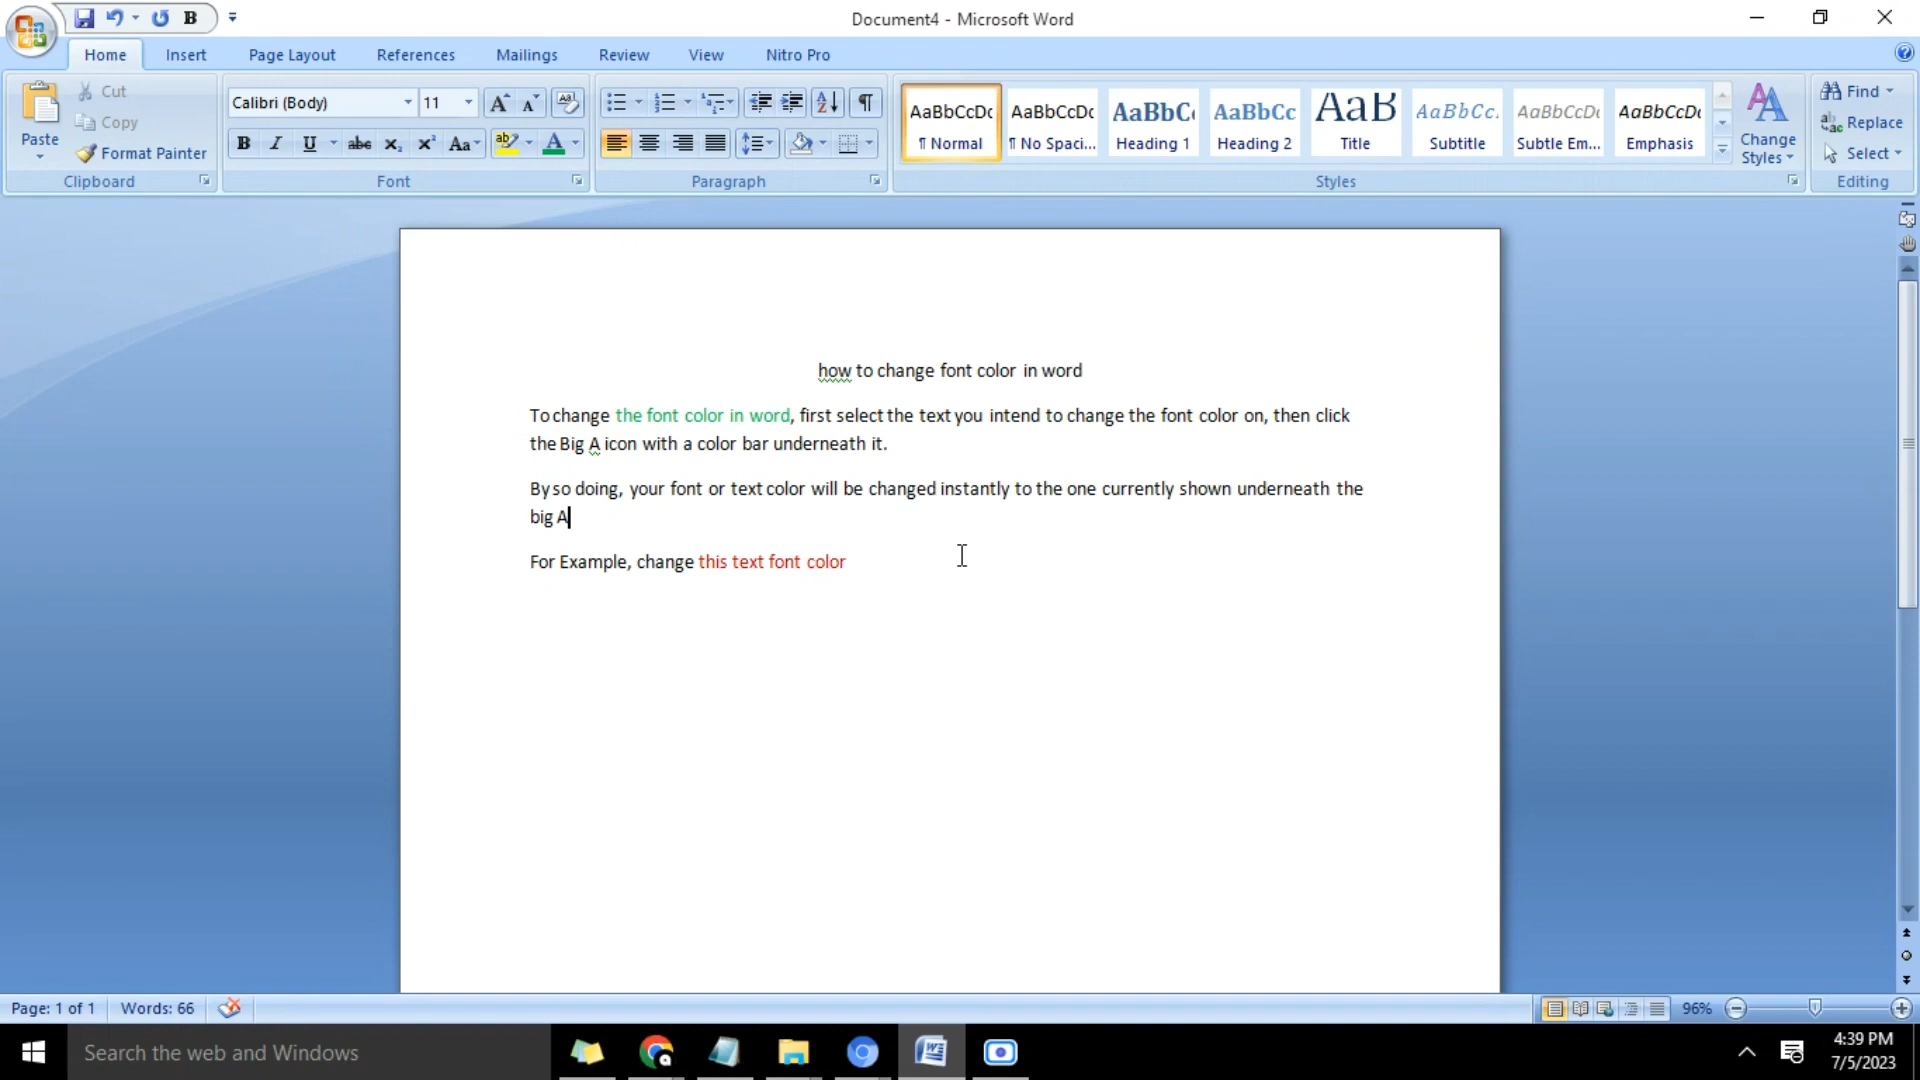 B
Document4 - Microsoft Word
Home Insert Page Layout References Mailings Review View Nitro Pro
Paste
Cut
Copy
Format Painter
Clipboard
Calibri (Body) 11
B I U abc X₂ X² Aa ab A
Font
Paragraph
AaBbCcDc AaBbCcDc AaBbC AaBbCc AaB AaBbCc. AaBbCcDc AaBbCcDc
¶ Normal ¶ No Spaci... Heading 1 Heading 2 Title Subtitle Subtle Em... Emphasis
Change
Styles
Styles
Find
Replace
Select
Editing
how to change font color in word
To change the font color in word, first select the text you intend to change the font color on, then click
the Big A icon with a color bar underneath it.
By so doing, your font or text color will be changed instantly to the one currently shown underneath the
big A
For Example, change this text font color
Page: 1 of 1 Words: 66 96%
Search the web and Windows
4:39 PM
7/5/2023